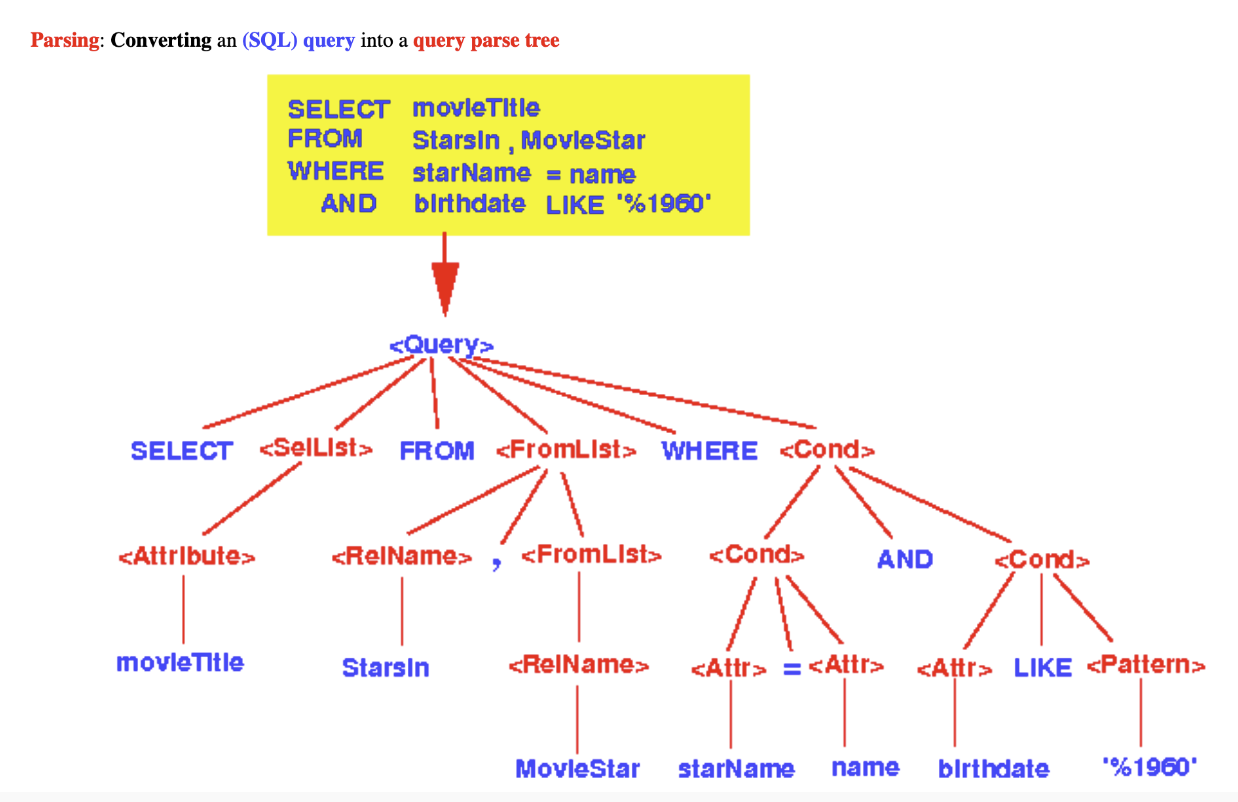 Parsing: Converting an (SQL) query into a query parse tree
SELECT movieTitle
FROM StarsIn , MovieStar
WHERE starName = name
AND birthdate LIKE '%1960'
<Query>
SELECT <SelList> FROM <FromList> WHERE <Cond>
<Attribute> <RelName> , <FromList> <Cond> AND <Cond>
movieTitle StarsIn <RelName> <Attr> = <Attr> <Attr> LIKE <Pattern>
MovieStar starName name birthdate '%1960'